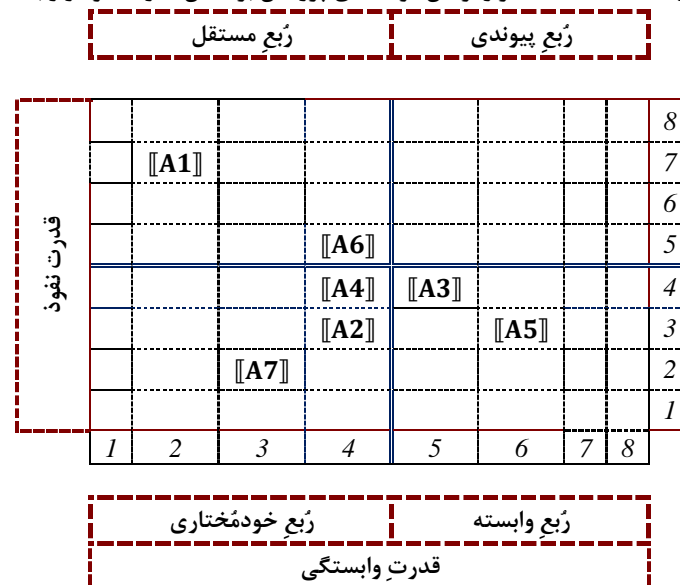 رُبعِ مستقل رُبعِ پیوندی
8
⟦A1⟧ 7
6
⟦A6⟧ 5
⟦A4⟧ ⟦A3⟧ 4
⟦A2⟧ ⟦A5⟧ 3
⟦A7⟧ 2
1
قدرت نفوذ
1 2 3 4 5 6 7 8
رُبعِ خودمُختاری رُبعِ وابسته
قدرتِ وابستگی